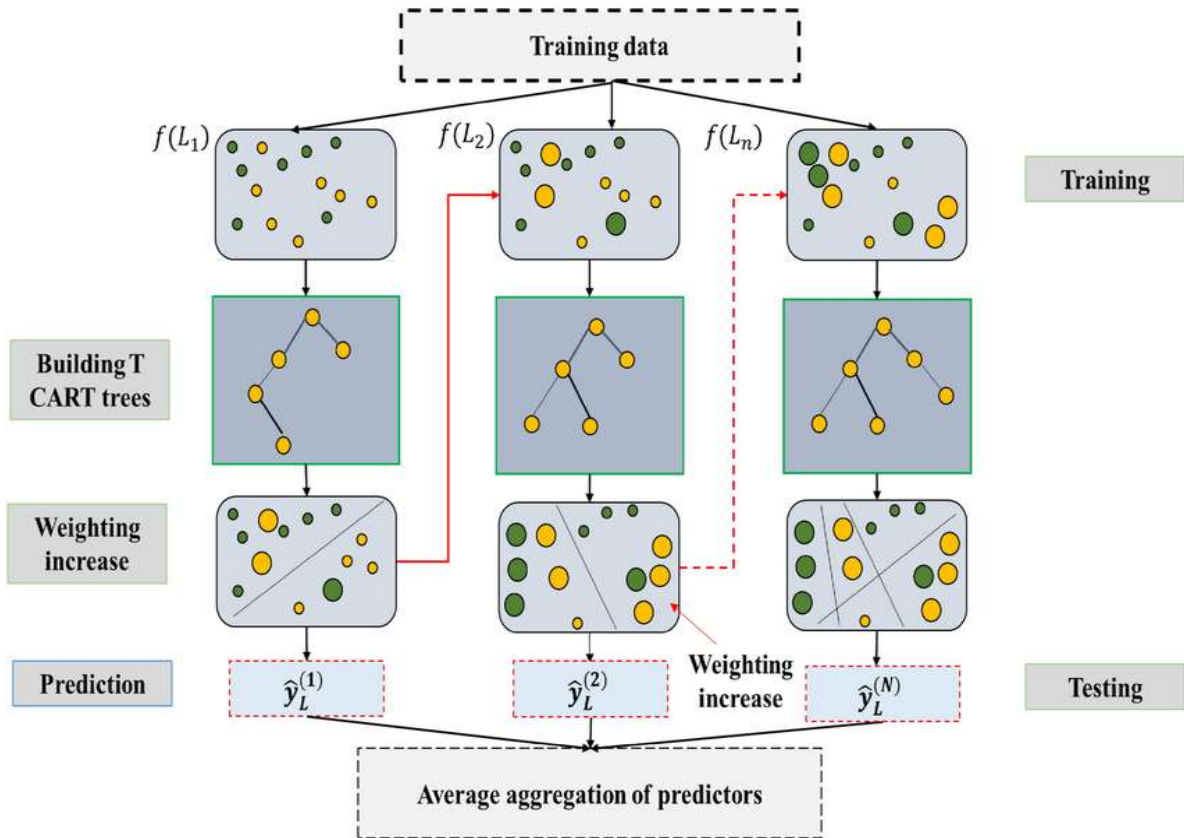 Training data
f(L₁)
f(L₂)
f(Lₙ)
Training
Building T
CART trees
Weighting
increase
Prediction
ŷ_L^(1)
ŷ_L^(2)
Weighting
increase
ŷ_L^(N)
Testing
Average aggregation of predictors